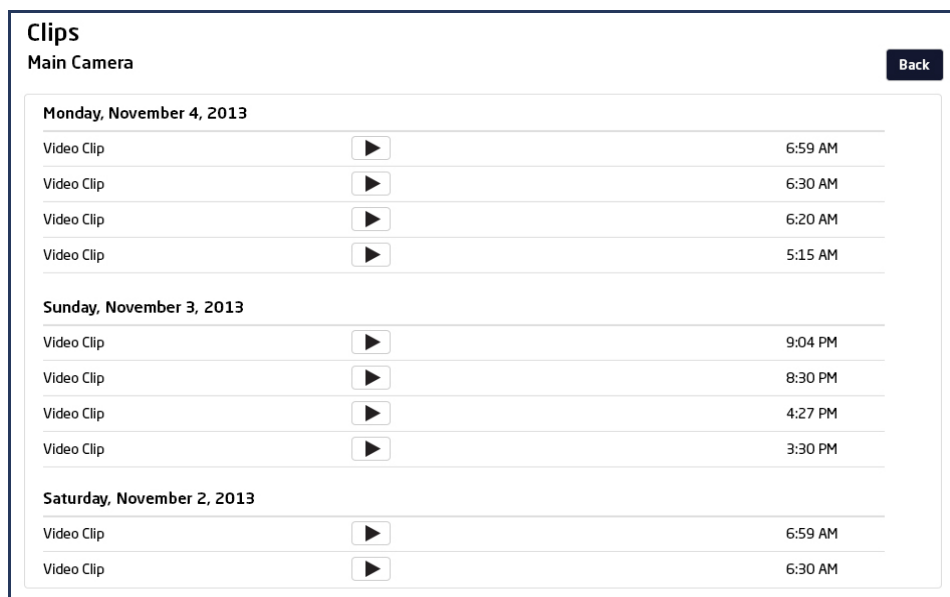 Clips
Main Camera
Back
Monday, November 4, 2013
Video Clip 6:59 AM
Video Clip 6:30 AM
Video Clip 6:20 AM
Video Clip 5:15 AM
Sunday, November 3, 2013
Video Clip 9:04 PM
Video Clip 8:30 PM
Video Clip 4:27 PM
Video Clip 3:30 PM
Saturday, November 2, 2013
Video Clip 6:59 AM
Video Clip 6:30 AM